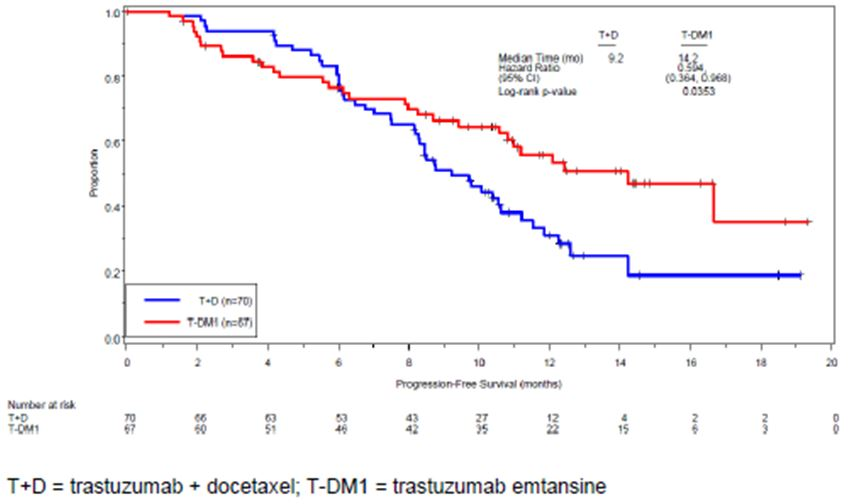 1.0
0.8
0.6
0.4
0.2
0.0
Proportion
T+D T-DM1
Median Time (mo) 9.2 14.2
Hazard Ratio 0.594
(95% CI) (0.364, 0.968)
Log-rank p-value 0.0353
T+D (n=70)
T-DM1 (n=67)
0 2 4 6 8 10 12 14 16 18 20
Progression-Free Survival (months)
Number at risk
T+D 70 66 63 53 43 27 12 4 2 2 0
T-DM1 67 60 51 46 42 35 22 15 6 3 0
T+D = trastuzumab + docetaxel; T-DM1 = trastuzumab emtansine